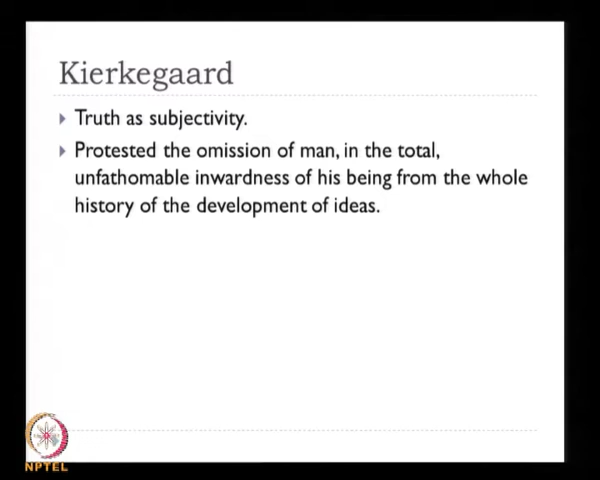 Kierkegaard
Truth as subjectivity.
Protested the omission of man, in the total,
unfathomable inwardness of his being from the whole
history of the development of ideas.
NPTEL